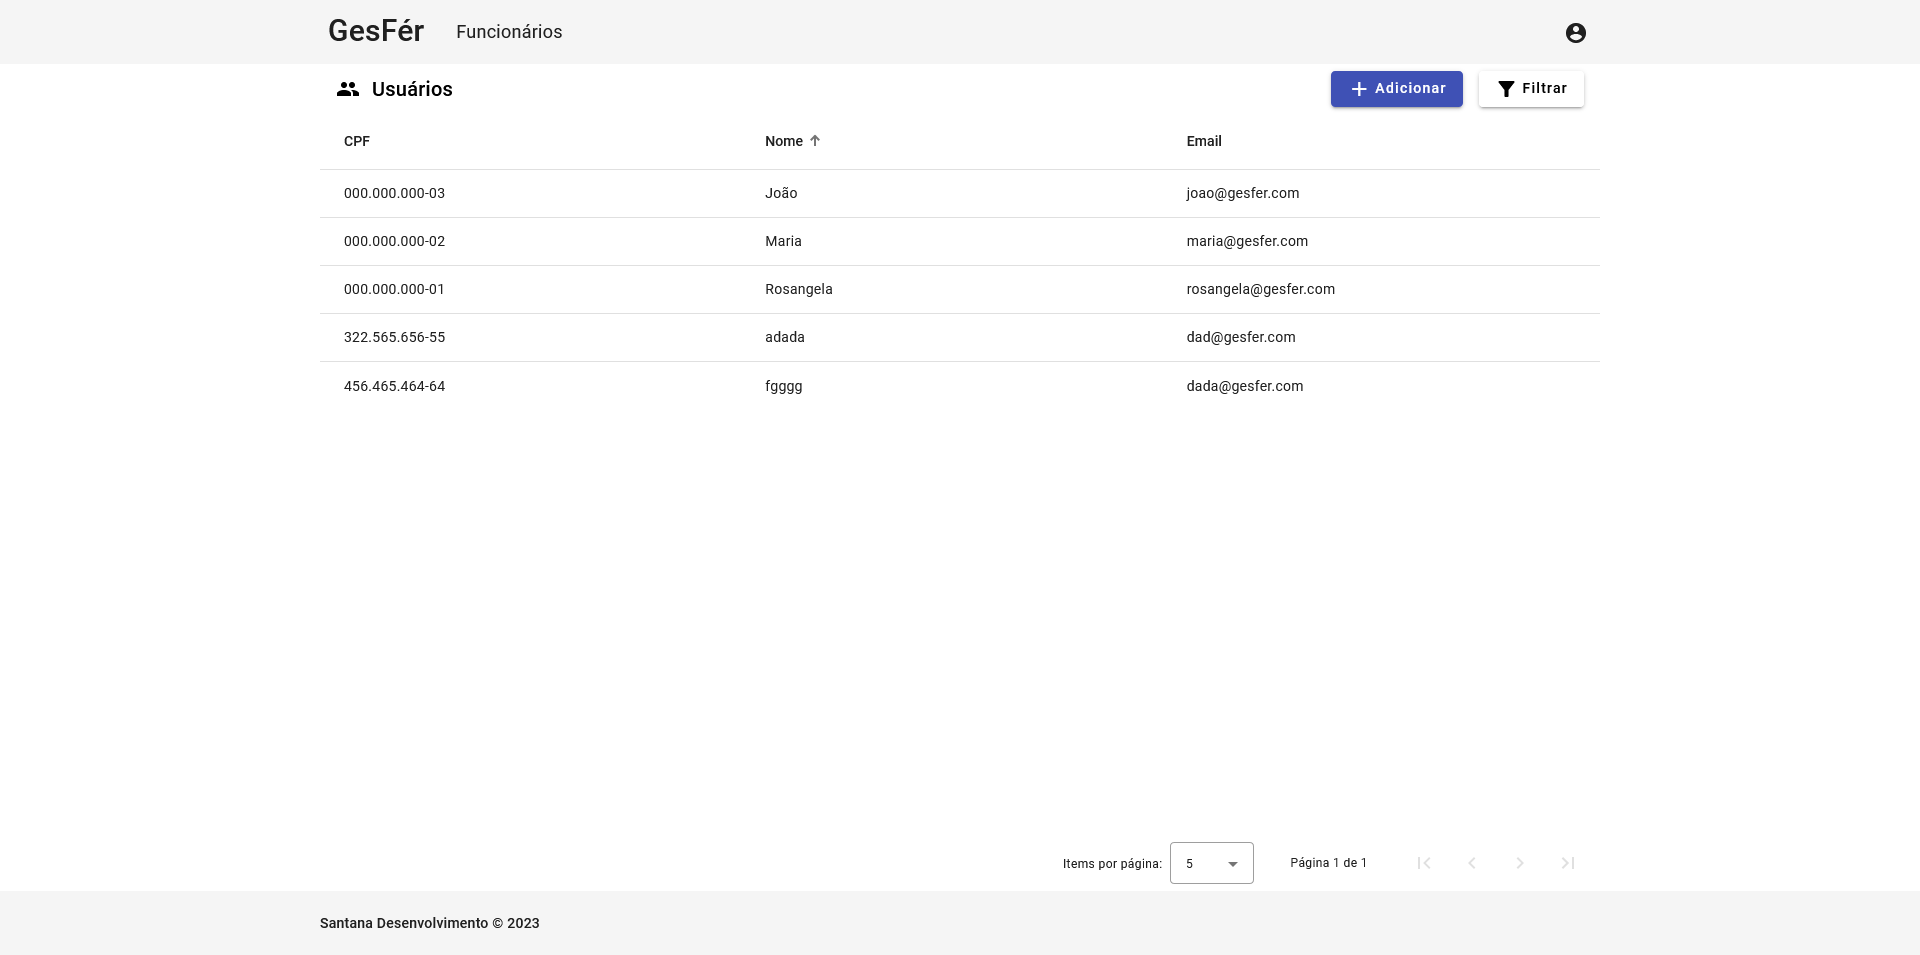 GesFér Funcionários
Usuários Adicionar Filtrar
CPF Nome Email
000.000.000-03 João joao@gesfer.com
000.000.000-02 Maria maria@gesfer.com
000.000.000-01 Rosangela rosangela@gesfer.com
322.565.656-55 adada dad@gesfer.com
456.465.464-64 fgggg dada@gesfer.com
Items por página: 5 Página 1 de 1
Santana Desenvolvimento © 2023